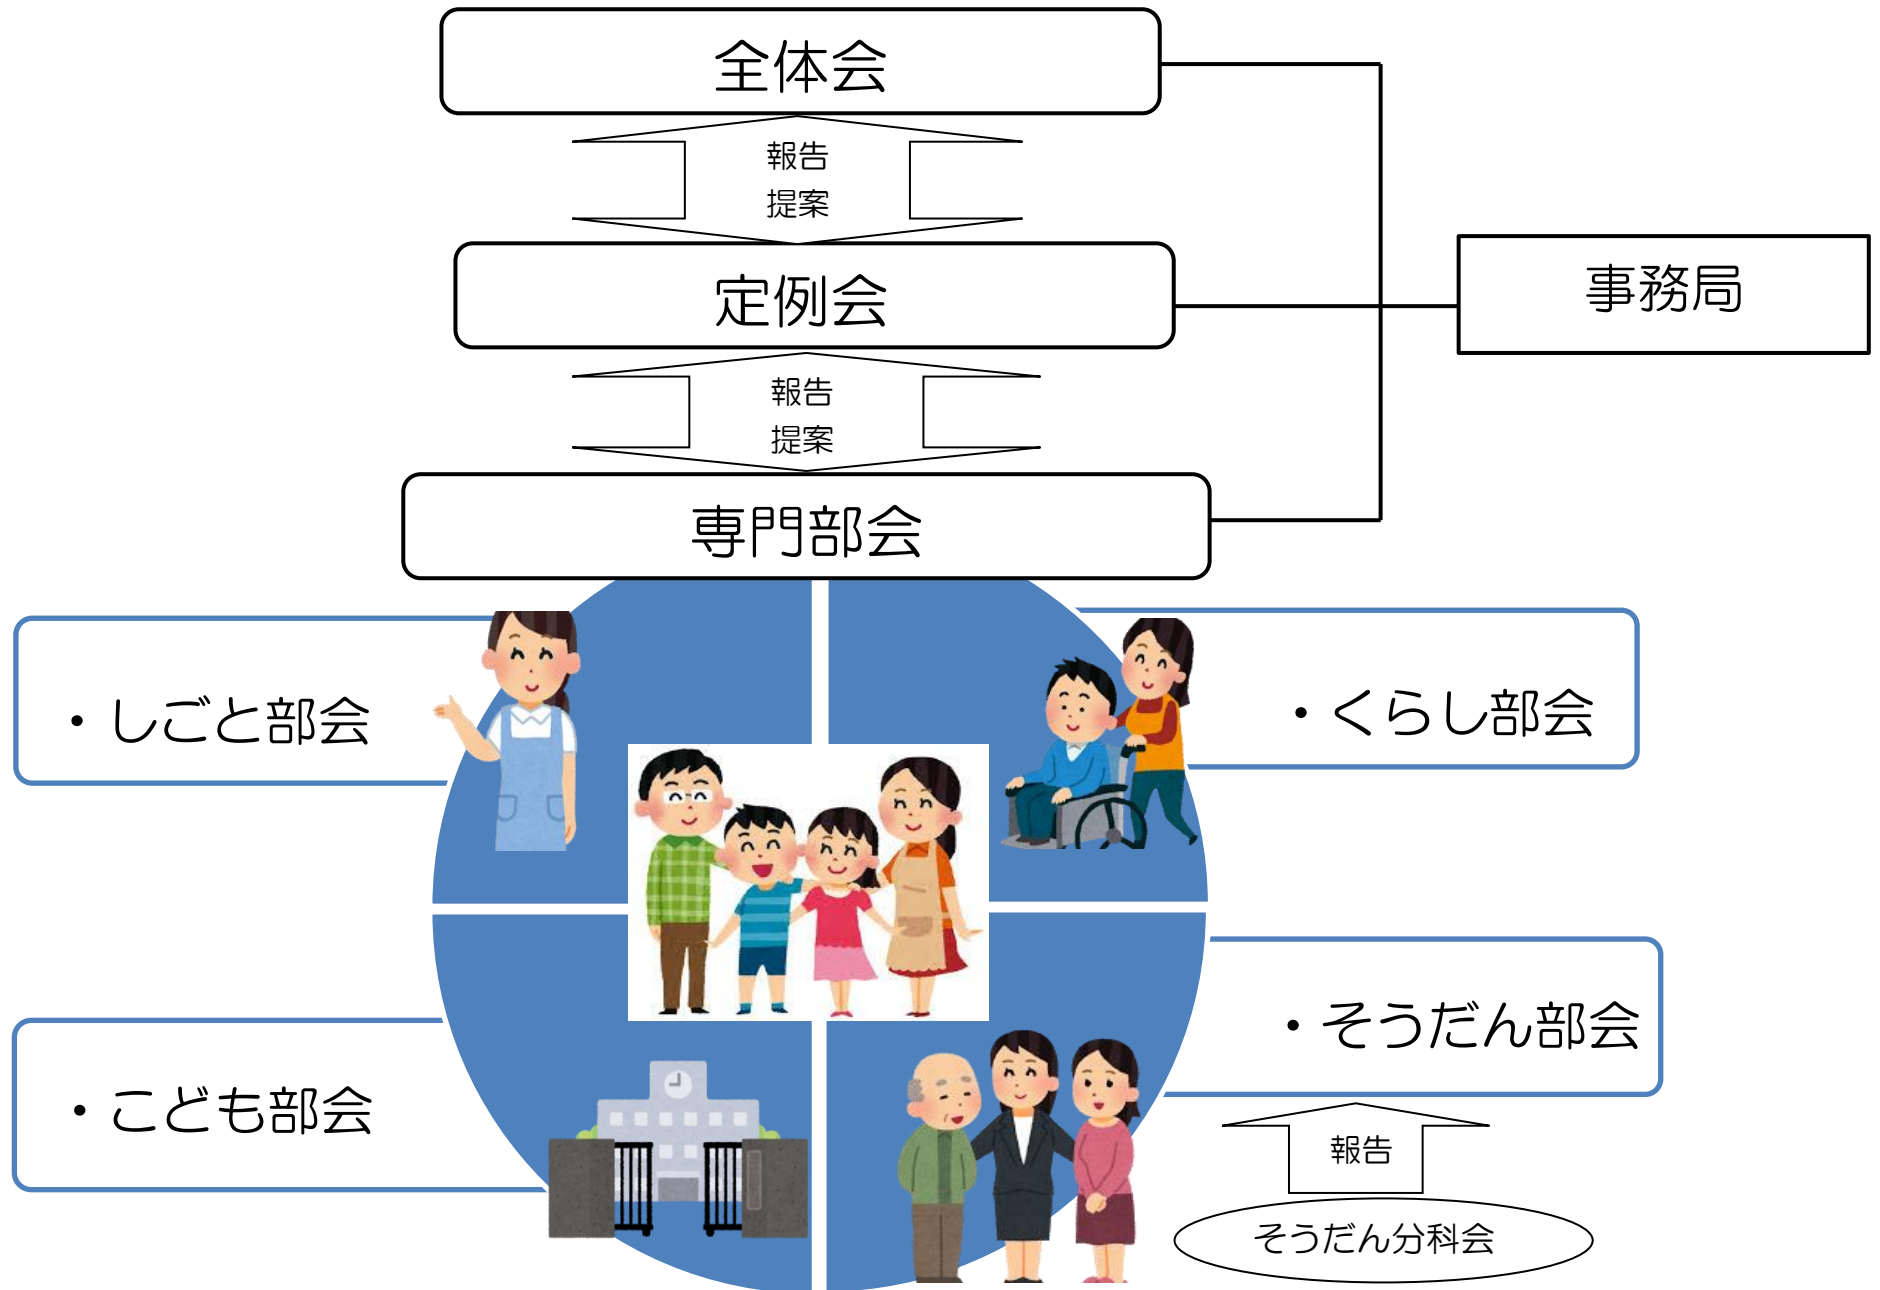 全体会
報告
提案
定例会
事務局
報告
提案
専門部会
・しごと部会
・くらし部会
・そうだん部会
・こども部会
報告
そうだん分科会